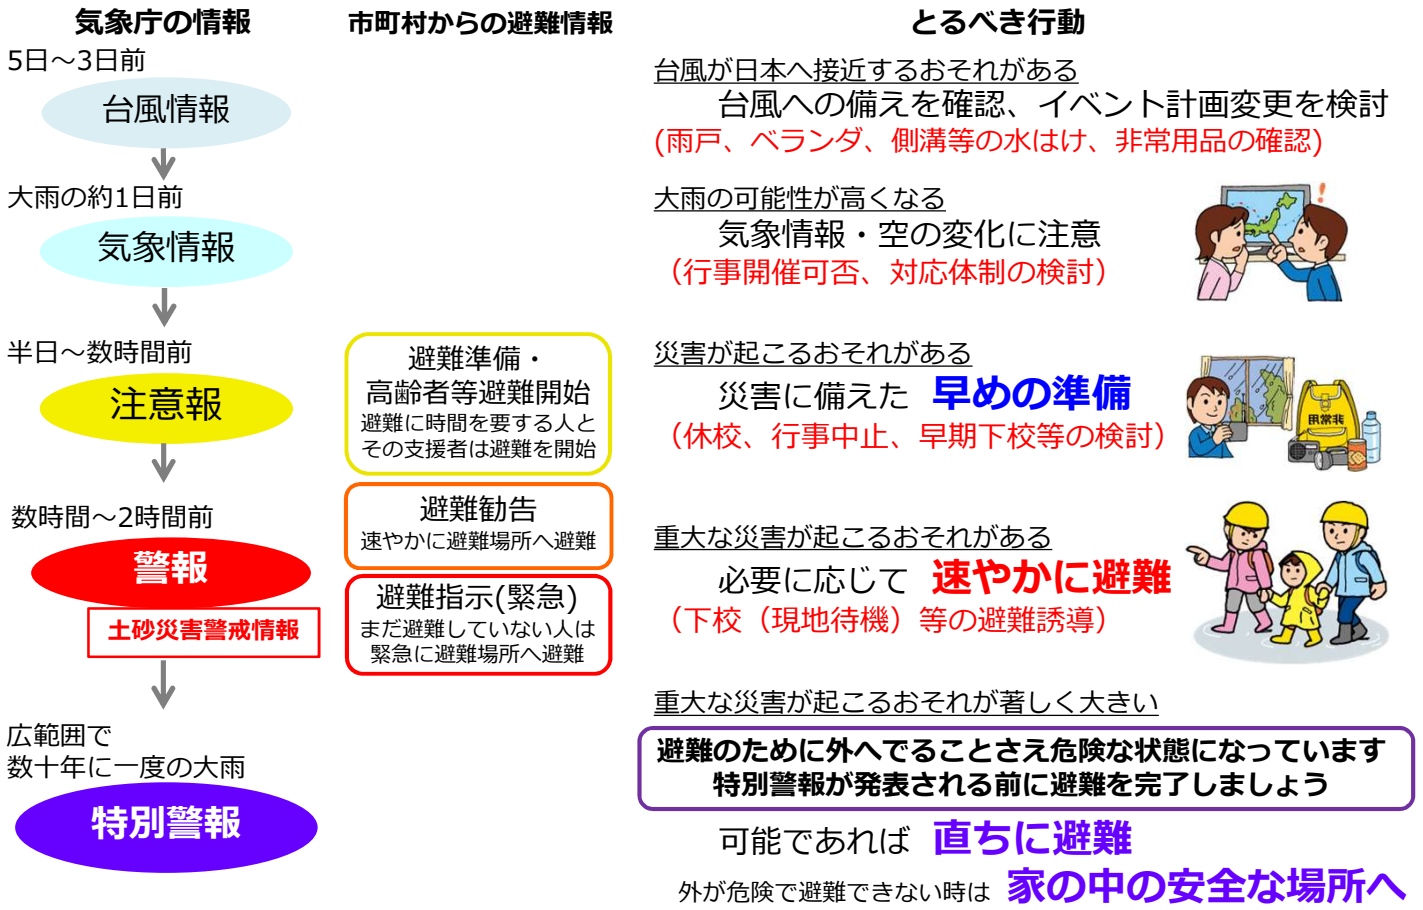 気象庁の情報
市町村からの避難情報
とるべき行動
5日～3日前
台風情報
台風が日本へ接近するおそれがある
台風への備えを確認、イベント計画変更を検討
(雨戸、ベランダ、側溝等の水はけ、非常用品の確認)
大雨の約1日前
気象情報
大雨の可能性が高くなる
気象情報・空の変化に注意
（行事開催可否、対応体制の検討）
!
半日～数時間前
注意報
避難準備・
高齢者等避難開始
避難に時間を要する人と
その支援者は避難を開始
災害が起こるおそれがある
災害に備えた 早めの準備
（休校、行事中止、早期下校等の検討）
用常非
数時間～2時間前
警報
土砂災害警戒情報
避難勧告
速やかに避難場所へ避難
避難指示(緊急)
まだ避難していない人は
緊急に避難場所へ避難
重大な災害が起こるおそれがある
必要に応じて 速やかに避難
（下校（現地待機）等の避難誘導）
広範囲で
数十年に一度の大雨
特別警報
重大な災害が起こるおそれが著しく大きい
避難のために外へでることさえ危険な状態になっています
特別警報が発表される前に避難を完了しましょう
可能であれば 直ちに避難
外が危険で避難できない時は 家の中の安全な場所へ